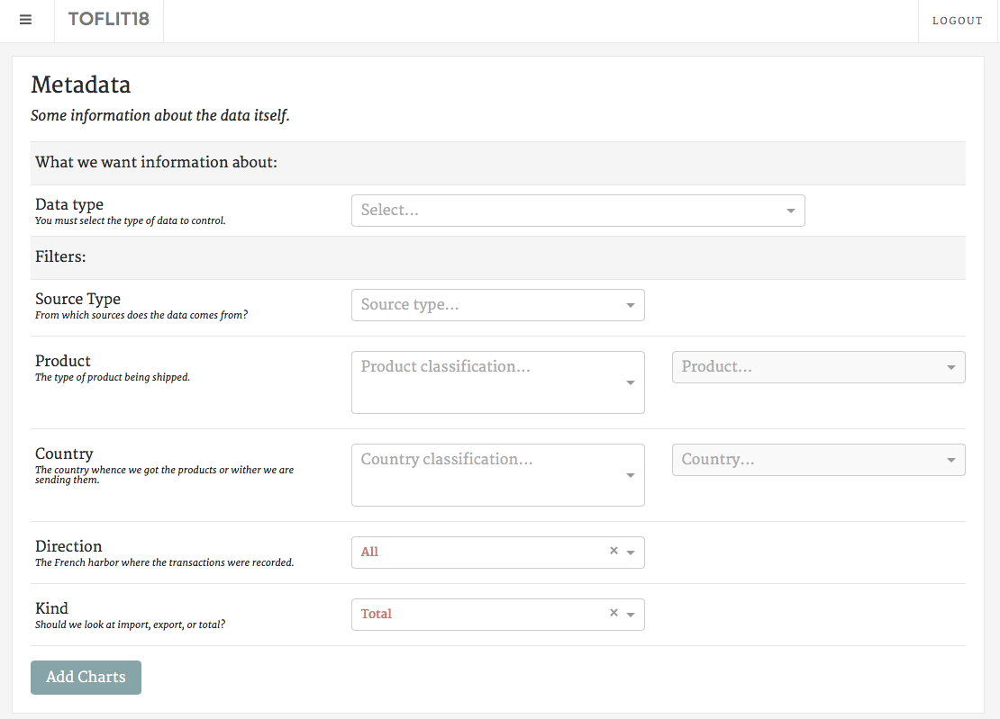 TOFLIT18
LOGOUT
Metadata
Some information about the data itself.
What we want information about:
Data type
Select...
You must select the type of data to control.
Filters:
Source Type
Source type...
From which sources does the data comes from?
Product
Product classification...
Product...
The type of product being shipped.
Country
Country classification...
Country...
The country whence we got the products or wither we are
sending them.
Direction
All
The French harbor where the transactions were recorded.
Kind
Total
Should we look at import, export, or total?
Add Charts